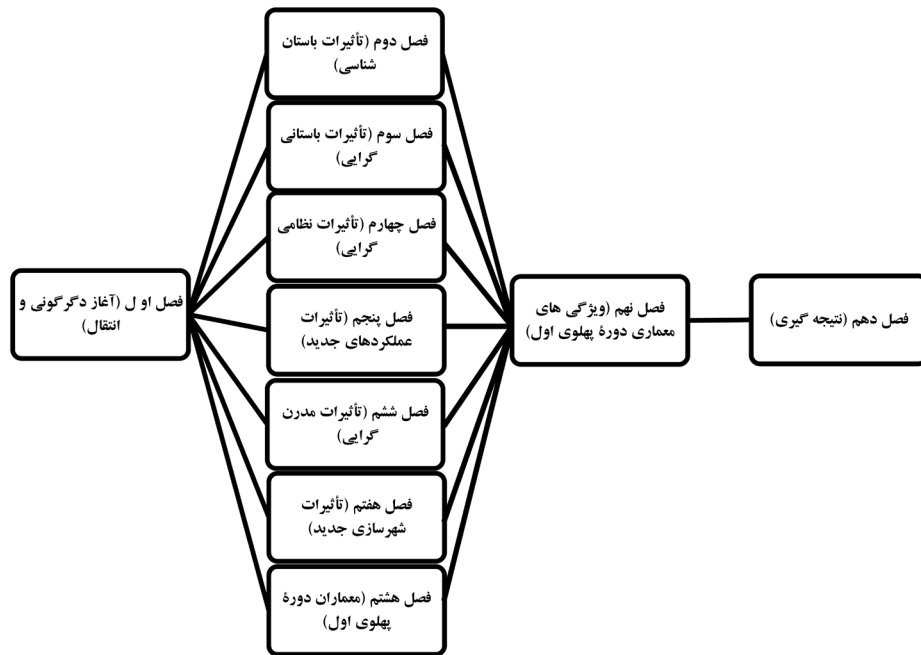 فصل دوم (تأثیرات باستان
شناسی)
فصل سوم (تأثیرات باستانی
گرایی)
فصل چهارم (تأثیرات نظامی
گرایی)
فصل او ل (آغاز دگرگونی و
انتقال)
فصل پنجم (تأثیرات
عملکردهای جدید)
فصل نهم (ویژگی های
معماری دورۀ پهلوی اول)
فصل دهم (نتیجه گیری)
فصل ششم (تأثیرات مدرن
گرایی)
فصل هفتم (تأثیرات
شهرسازی جدید)
فصل هشتم (معماران دورۀ
پهلوی اول)